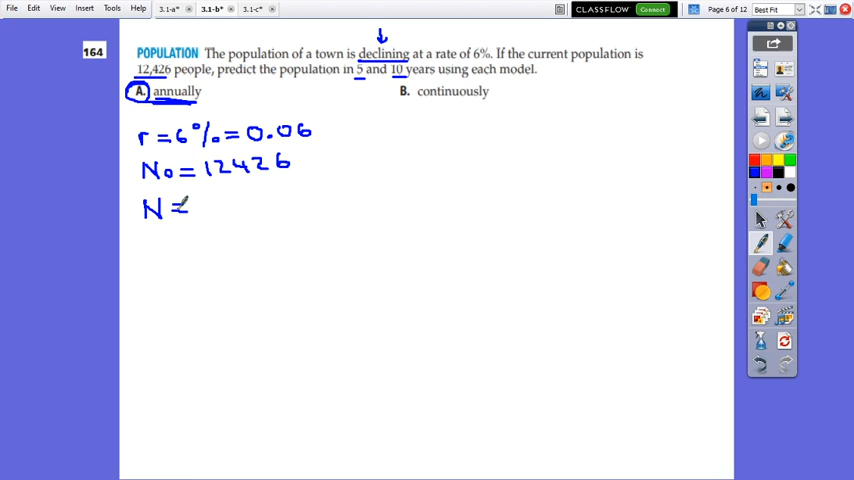 File Edit View Insert Tools Help 3.1-a* 3.1-b* 3.1-c* CLASSFLOW Connect Page 6 of 12 Best Fit
164 POPULATION The population of a town is declining at a rate of 6%. If the current population is
12,426 people, predict the population in 5 and 10 years using each model.
A. annually B. continuously
r = 6% = 0.06
N₀ = 12426
N =